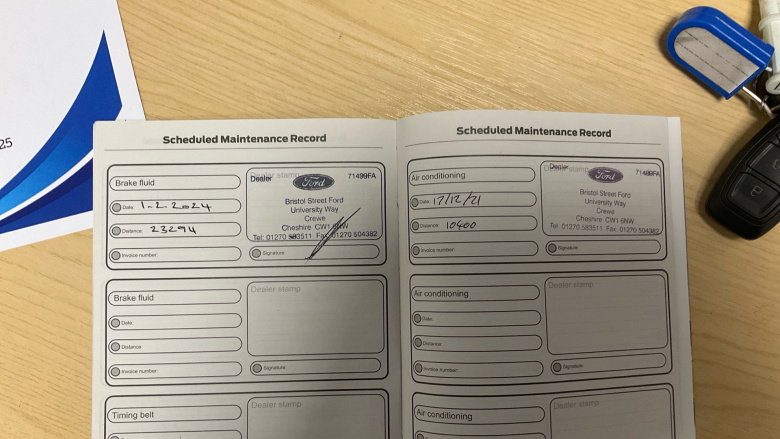 25
Scheduled Maintenance Record
Brake fluid
Date: 1-2-2024
Distance: 23294
Invoice number:
Dealer stamp
Dealer 71499FA
Ford
Bristol Street Ford
University Way
Crewe
Cheshire CW1 6NW
Tel: 01270 583511 Fax: 01270 504382
Signature
Brake fluid
Date:
Distance:
Invoice number:
Dealer stamp
Signature
Timing belt
Dealer stamp
Scheduled Maintenance Record
Air conditioning
Date: 17/12/21
Distance: 10400
Invoice number:
Dealer stamp
Dealer 71499FA
Ford
Bristol Street Ford
University Way
Crewe
Cheshire CW1 6NW
Tel: 01270 583511 Fax: 01270 504382
Signature
Air conditioning
Date:
Distance:
Invoice number:
Dealer stamp
Signature
Air conditioning
Dealer stamp